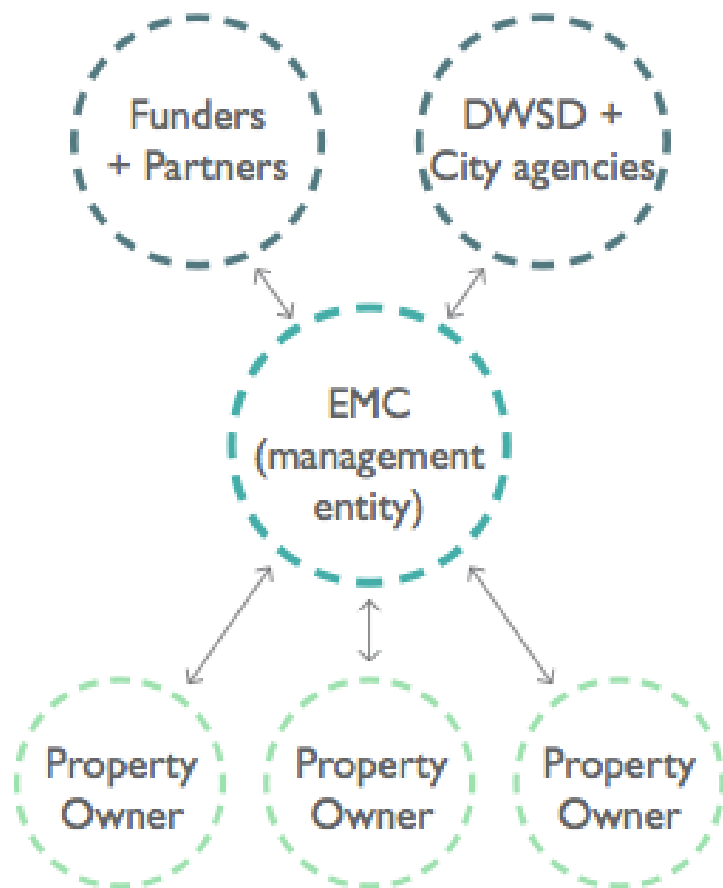 Funders
+ Partners
DWSD +
City agencies
EMC
(management
entity)
Property
Owner
Property
Owner
Property
Owner